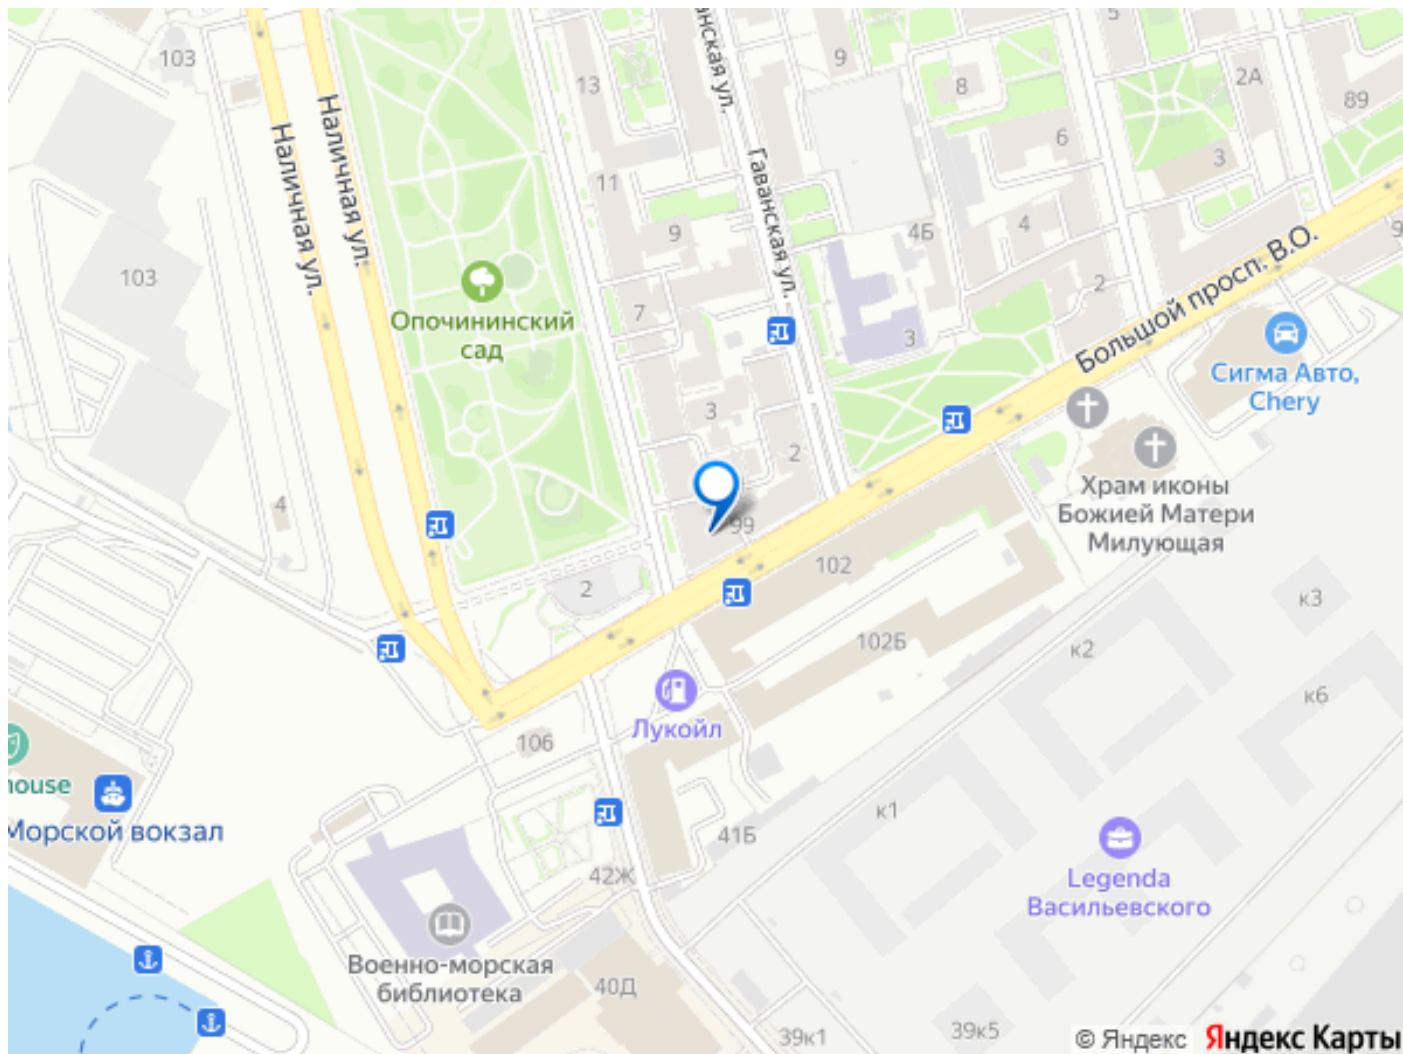 103
13
9
5
8
2А
89
6
Наличная ул.
Наличная ул.
нская ул.
Гаванская ул.
11
9
4Б
4
3
103
7
2
3
Большой просп. В.О.
Опочининский
сад
Сигма Авто,
Chery
3
2
4
99
Храм иконы
Божией Матери
Милующая
102
2
к3
102Б
к2
к6
Лукойл
106
house
Морской вокзал
к1
41Б
42Ж
Legenda
Васильевского
Военно-морская
библиотека
40Д
39к1
39к5
© Яндекс Яндекс Карты